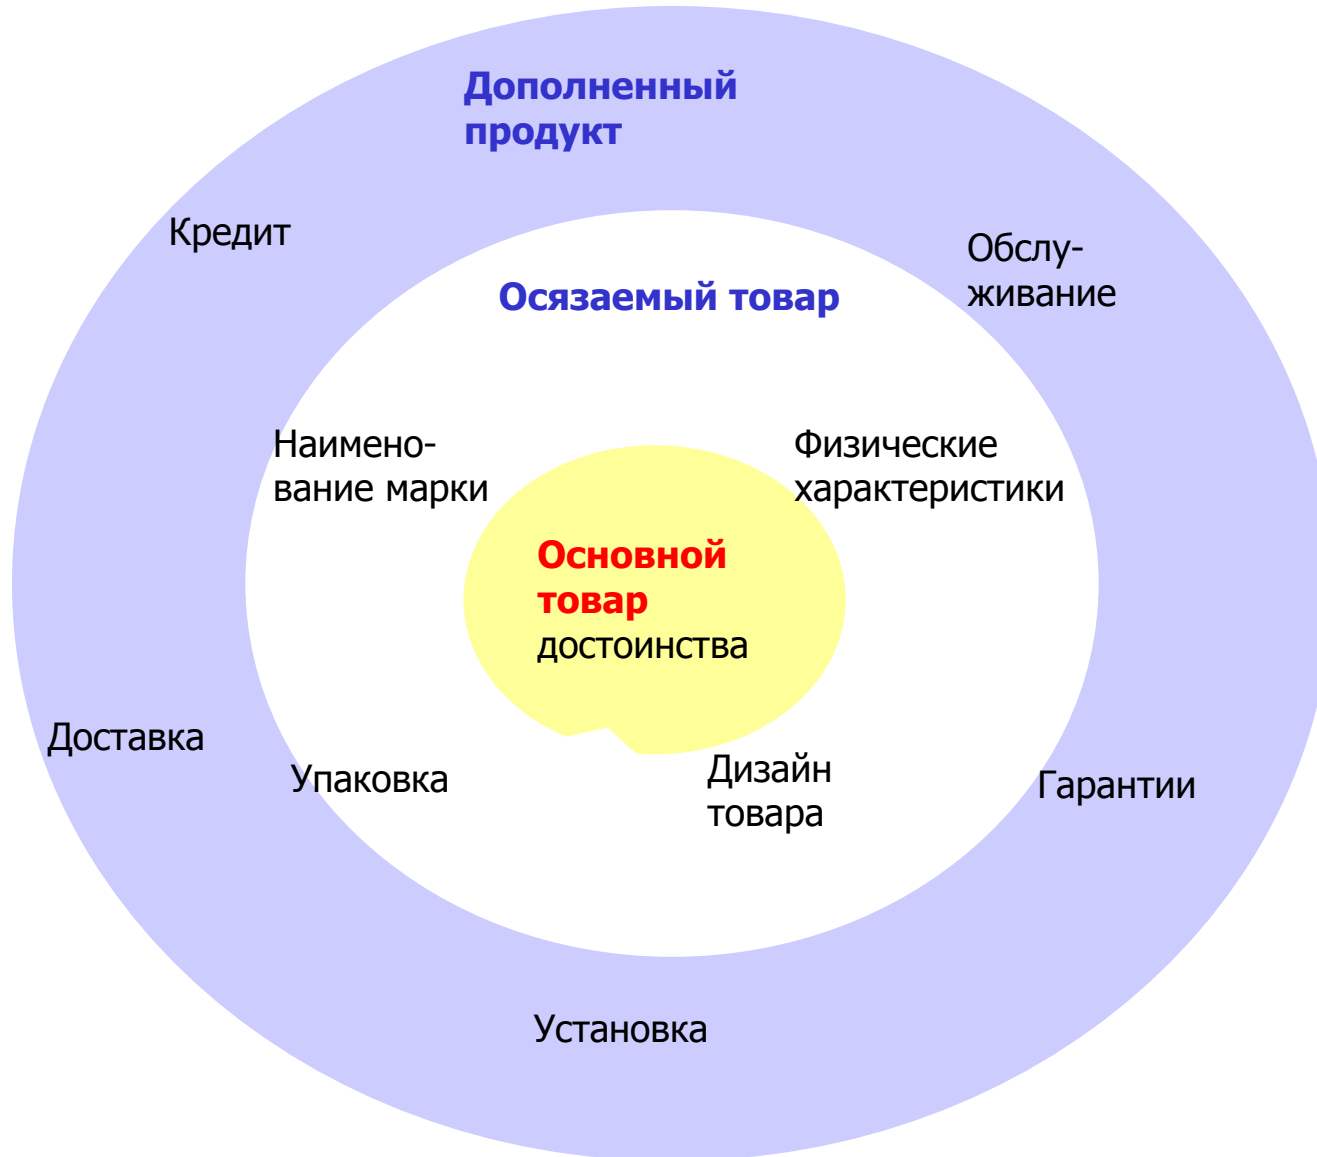 Дополненный
продукт
Кредит
Обслу-
живание
Осязаемый товар
Наимено-
вание марки
Физические
характеристики
Основной
товар
достоинства
Доставка
Упаковка
Дизайн
товара
Гарантии
Установка